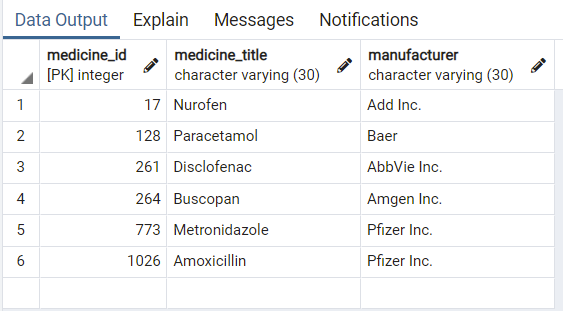 Data Output Explain Messages Notifications
medicine_id medicine_title manufacturer
[PK] integer character varying (30) character varying (30)
1 17 Nurofen Add Inc.
2 128 Paracetamol Baer
3 261 Disclofenac AbbVie Inc.
4 264 Buscopan Amgen Inc.
5 773 Metronidazole Pfizer Inc.
6 1026 Amoxicillin Pfizer Inc.